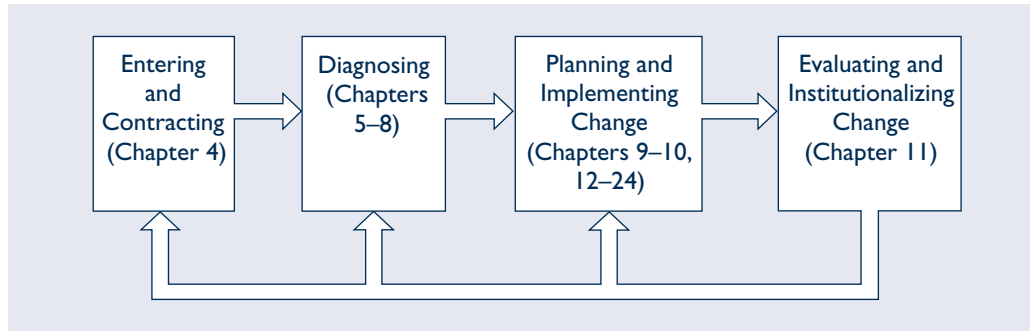 Entering
and
Contracting
(Chapter 4)
Diagnosing
(Chapters
5–8)
Planning and
Implementing
Change
(Chapters 9–10,
12–24)
Evaluating and
Institutionalizing
Change
(Chapter 11)